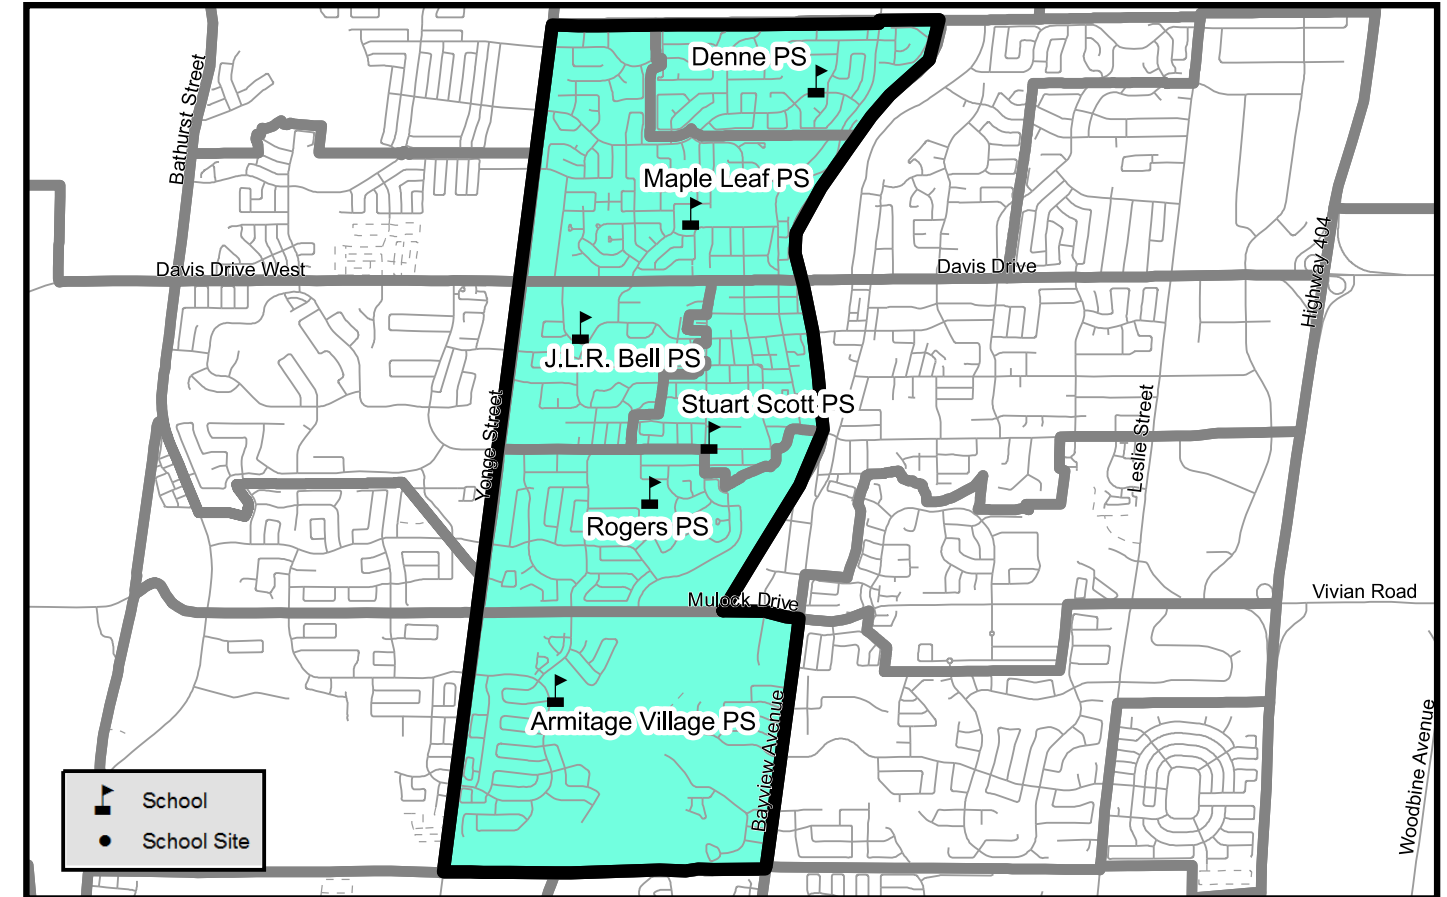 Denne PS
Bathurst Street
Maple Leaf PS
Highway 404
Davis Drive West
Davis Drive
J.L.R. Bell PS
Stuart Scott PS
Yonge Street
Leslie Street
Rogers PS
Mulock Drive
Vivian Road
Armitage Village PS
Bayview Avenue
Woodbine Avenue
School
School Site